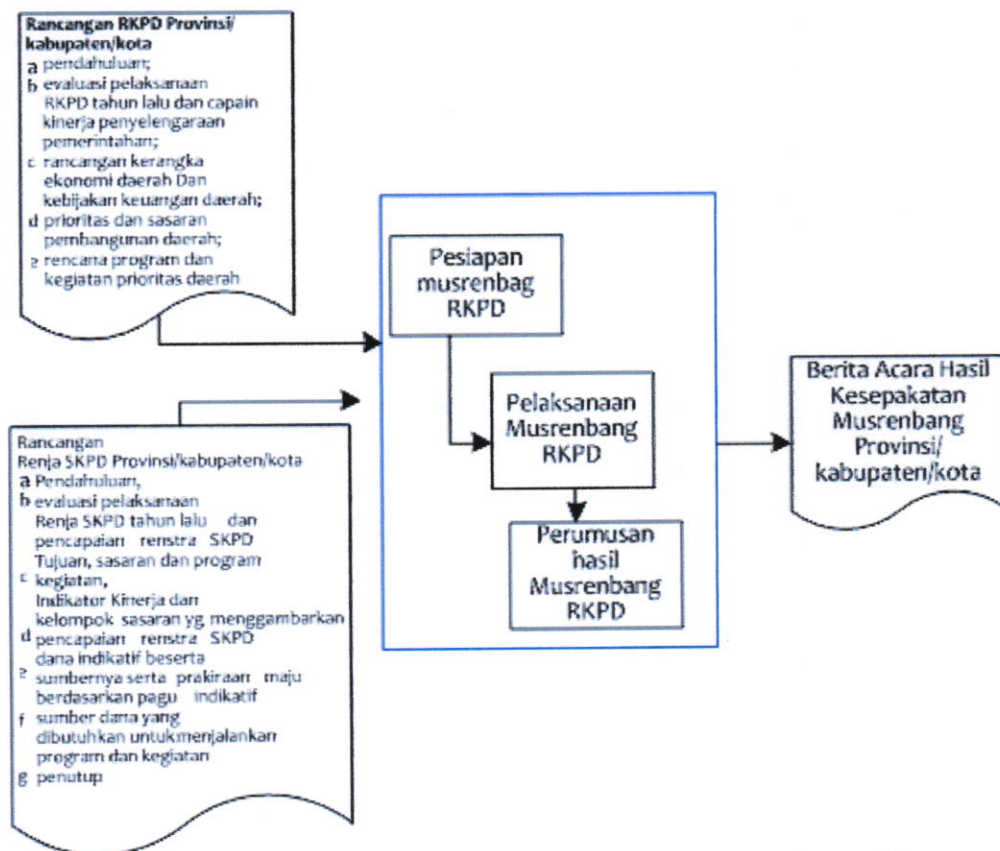 Rancangan RKPD Provinsi/
kabupaten/kota
a pendahuluan;
b evaluasi pelaksanaan
RKPD tahun lalu dan capain
kinerja penyelengaraan
pemerintahan;
c rancangan kerangka
ekonomi daerah Dan
kebijakan keuangan daerah;
d prioritas dan sasaran
pembangunan daerah;
e rencana program dan
kegiatan prioritas daerah
Rancangan
Renja SKPD Provinsi/kabupaten/kota
a Pendahuluan,
b evaluasi pelaksanaan
Renja SKPD tahun lalu dan
pencapaian renstra SKPD
Tujuan, sasaran dan program
c kegiatan,
Indikator Kinerja dan
kelompok sasaran yg menggambarkan
d pencapaian renstra SKPD
dana indikatif beserta
e sumbernya serta prakiraan maju
berdasarkan pagu indikatif
f sumber dana yang
dibutuhkan untuk menjalankan
program dan kegiatan
g penutup
Pesiapan
musrenbag
RKPD
Pelaksanaan
Musrenbang
RKPD
Perumusan
hasil
Musrenbang
RKPD
Berita Acara Hasil
Kesepakatan
Musrenbang
Provinsi/
kabupaten/kota